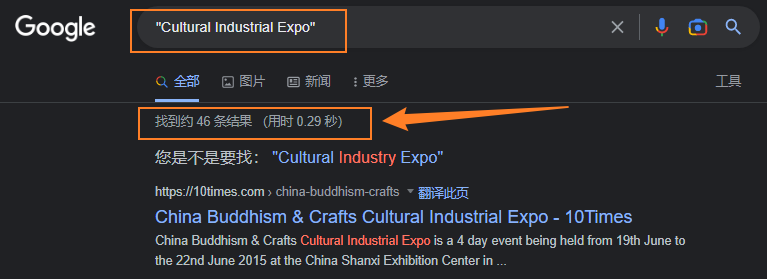 Google
"Cultural Industrial Expo"
全部 图片 新闻 更多 工具
找到约 46 条结果 （用时 0.29 秒）
您是不是要找： "Cultural Industry Expo"
https://10times.com › china-buddhism-crafts 翻译此页
China Buddhism & Crafts Cultural Industrial Expo - 10Times
China Buddhism & Crafts Cultural Industrial Expo is a 4 day event being held from 19th June to
the 22nd June 2015 at the China Shanxi Exhibition Center in ...